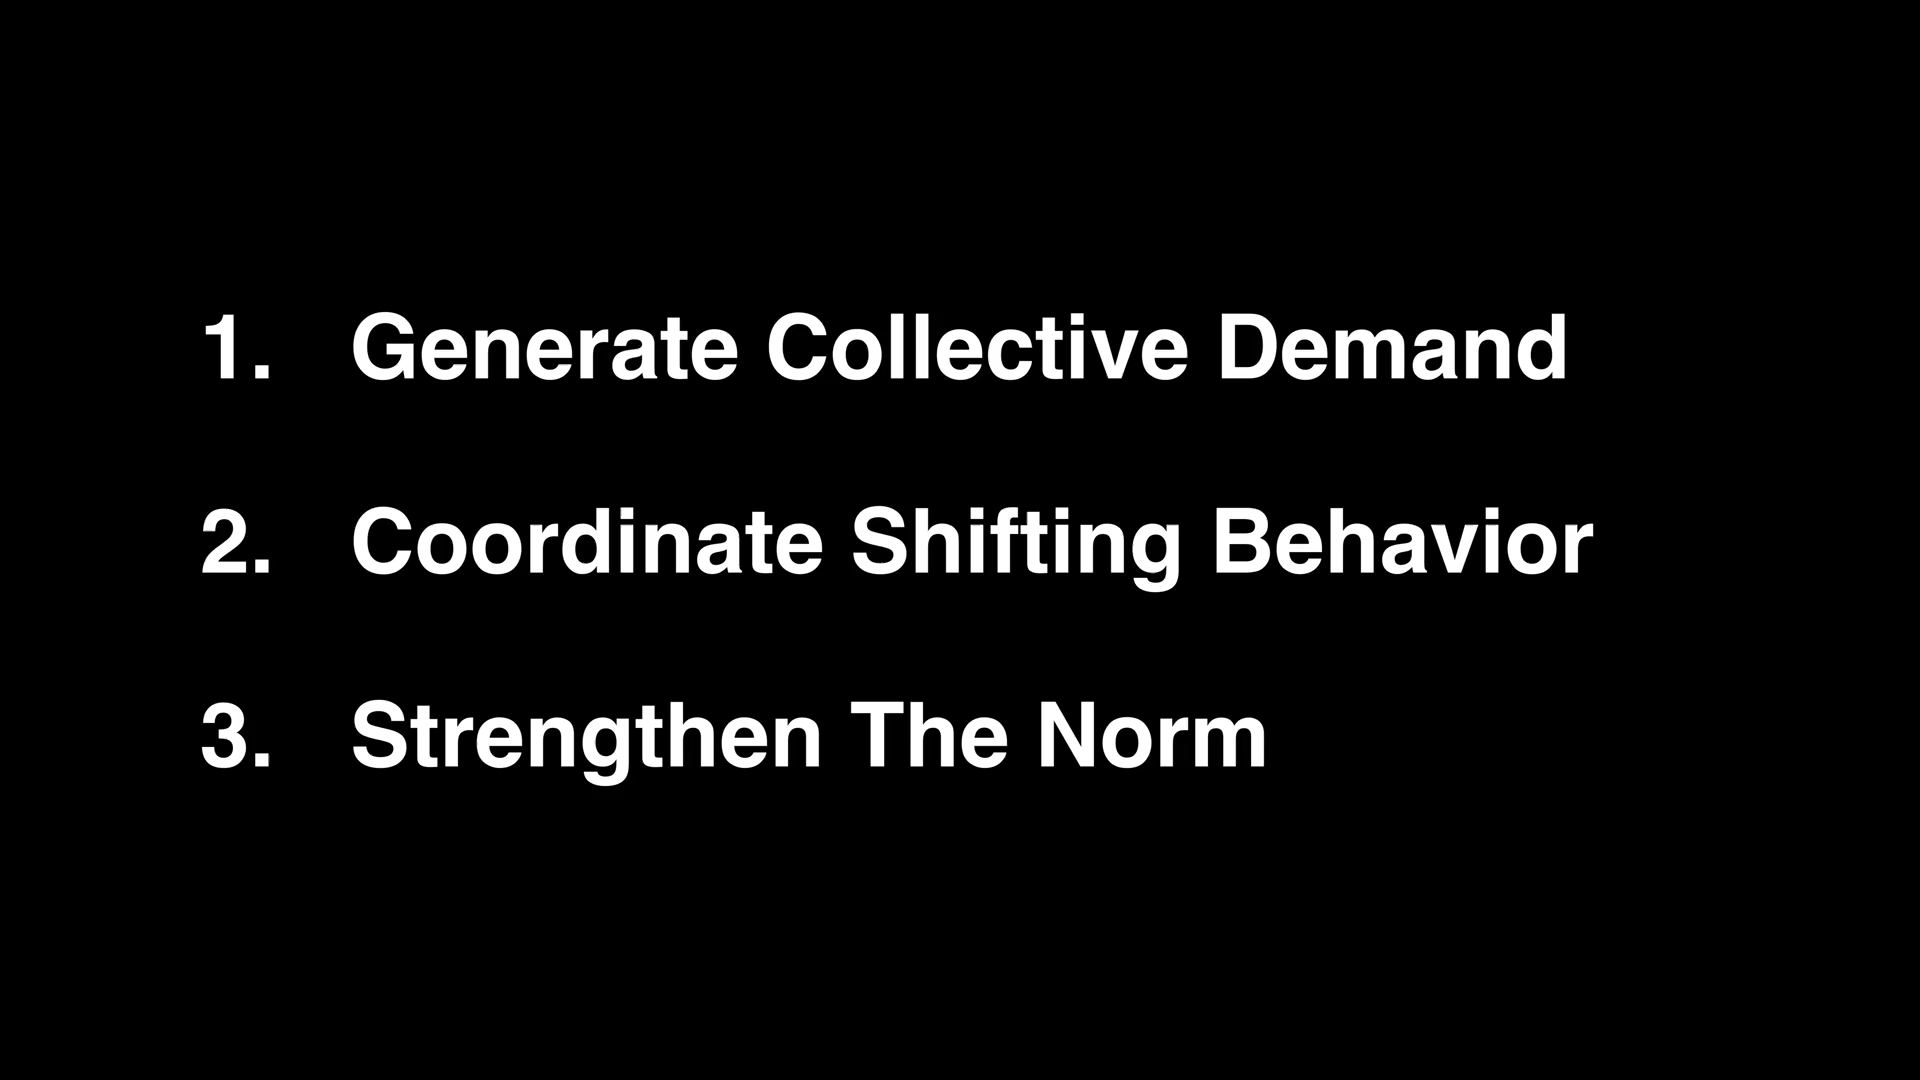 1. Generate Collective Demand
2. Coordinate Shifting Behavior
3. Strengthen The Norm